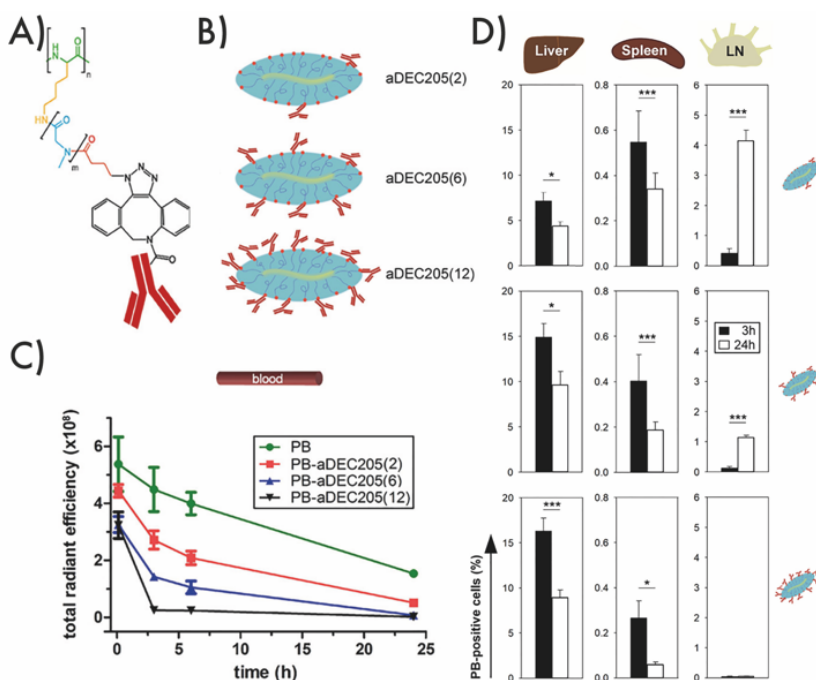 A)
H
N
O
n
HN
O
N
m
O
N
N
N
N
O
B)
aDEC205(2)
aDEC205(6)
aDEC205(12)
C)
blood
total radiant efficiency (x10⁸)
6
4
2
0
PB
PB-aDEC205(2)
PB-aDEC205(6)
PB-aDEC205(12)
0 5 10 15 20 25
time (h)
D)
Liver Spleen LN
20
15
10
5
0
*
0.8
0.6
0.4
0.2
0.0
***
6
5
4
3
2
1
0
***
20
15
10
5
0
*
0.8
0.6
0.4
0.2
0.0
***
6
5
4
3
2
1
0
3h
24h
***
PB-positive cells (%)
20
15
10
5
0
***
0.8
0.6
0.4
0.2
0.0
*
6
5
4
3
2
1
0